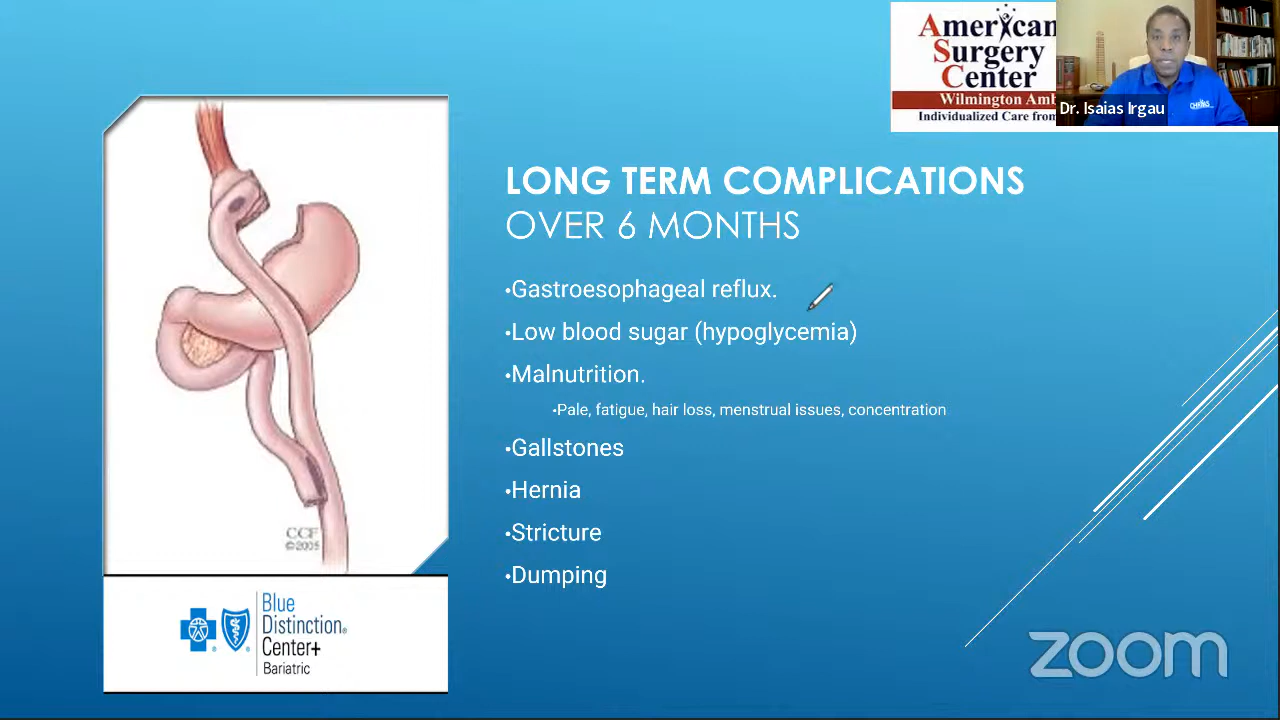 American
Surgery
Center
Wilmington Amb
Individualized Care from
Dr. Isaias Irgau
LONG TERM COMPLICATIONS
OVER 6 MONTHS
•Gastroesophageal reflux.
•Low blood sugar (hypoglycemia)
•Malnutrition.
•Pale, fatigue, hair loss, menstrual issues, concentration
•Gallstones
•Hernia
•Stricture
•Dumping
CCF
©2005
Blue
Distinction®
Center+
Bariatric
zoom